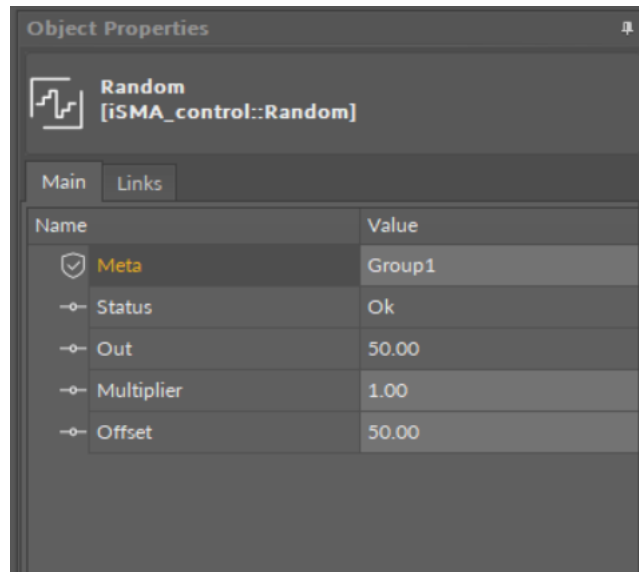 Object Properties
Random
[iSMA_control::Random]
Main Links
Name Value
Meta Group1
Status Ok
Out 50.00
Multiplier 1.00
Offset 50.00